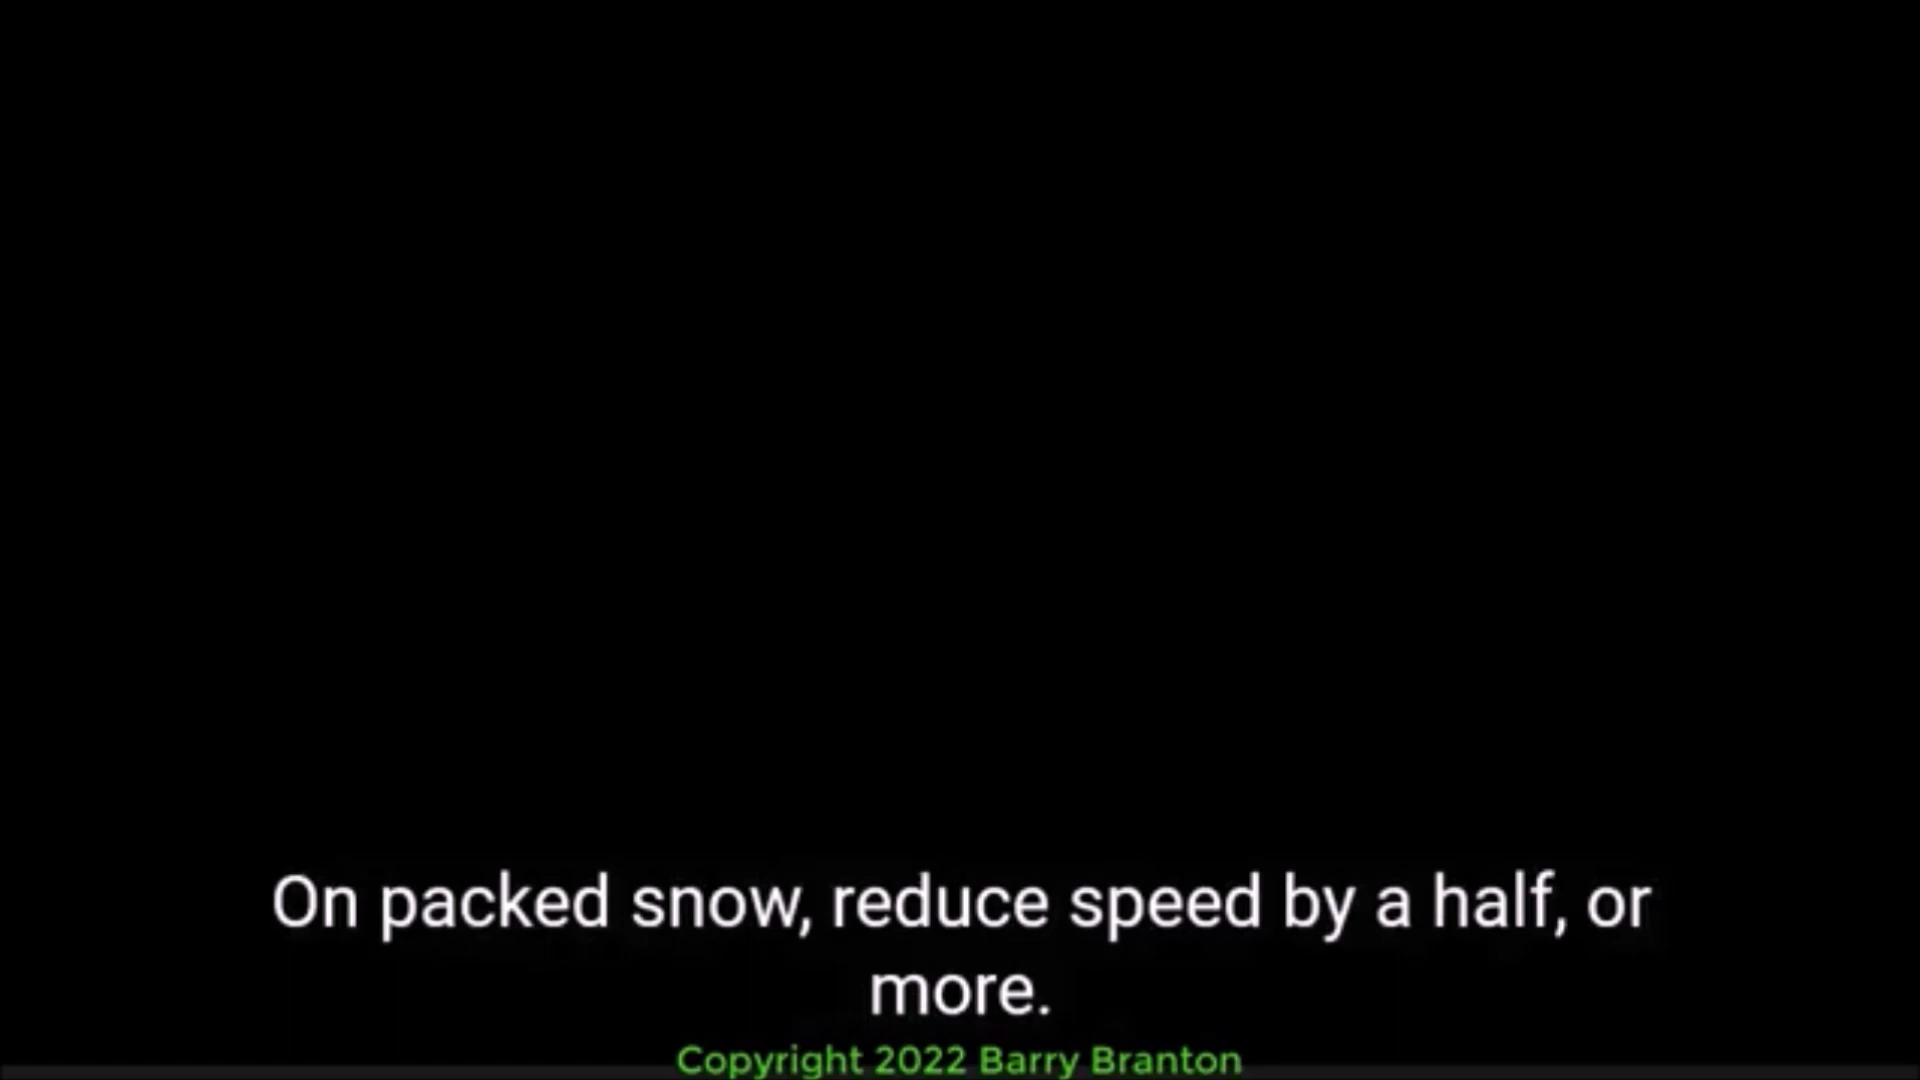 On packed snow, reduce speed by a half, or
more.
Copyright 2022 Barry Branton